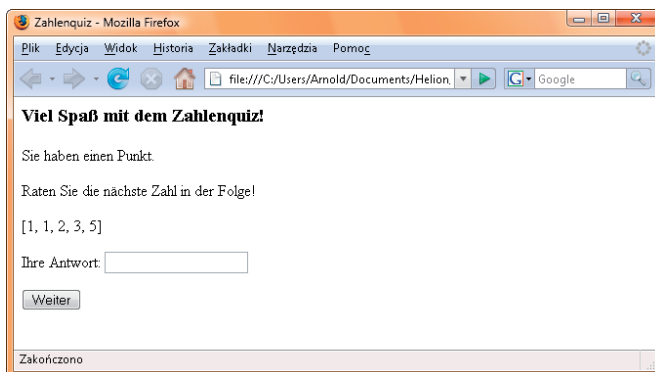 Zahlenquiz - Mozilla Firefox
Plik Edycja Widok Historia Zakładki Narzędzia Pomoc
file:///C:/Users/Arnold/Documents/Helion, G Google
Viel Spaß mit dem Zahlenquiz!
Sie haben einen Punkt.
Raten Sie die nächste Zahl in der Folge!
[1, 1, 2, 3, 5]
Ihre Antwort:
Weiter
Zakończono